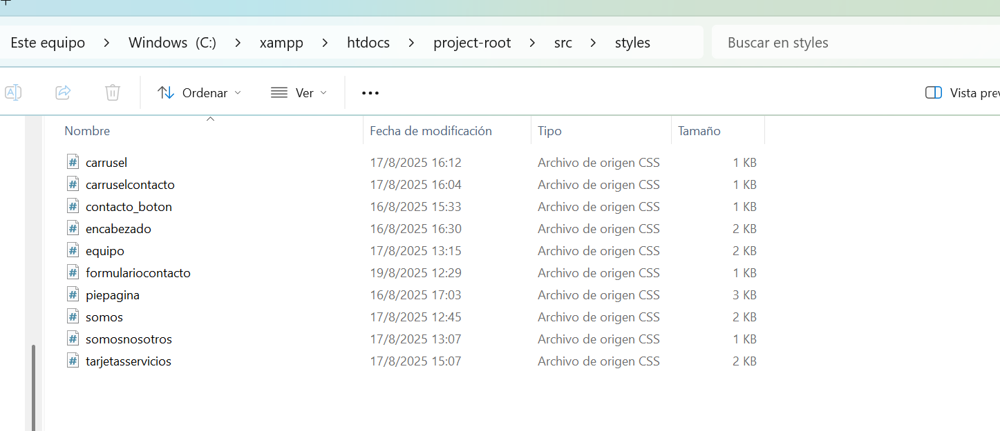 Este equipo > Windows (C:) > xampp > htdocs > project-root > src > styles Buscar en styles
Ordenar Ver ••• Vista prev
Nombre Fecha de modificación Tipo Tamaño
carrusel 17/8/2025 16:12 Archivo de origen CSS 1 KB
carruselcontacto 17/8/2025 16:04 Archivo de origen CSS 1 KB
contacto_boton 16/8/2025 15:33 Archivo de origen CSS 1 KB
encabezado 16/8/2025 16:30 Archivo de origen CSS 2 KB
equipo 17/8/2025 13:15 Archivo de origen CSS 2 KB
formulariocontacto 19/8/2025 12:29 Archivo de origen CSS 1 KB
piepagina 16/8/2025 17:03 Archivo de origen CSS 3 KB
somos 17/8/2025 12:45 Archivo de origen CSS 2 KB
somosnosotros 17/8/2025 13:07 Archivo de origen CSS 1 KB
tarjetasservicios 17/8/2025 15:07 Archivo de origen CSS 2 KB